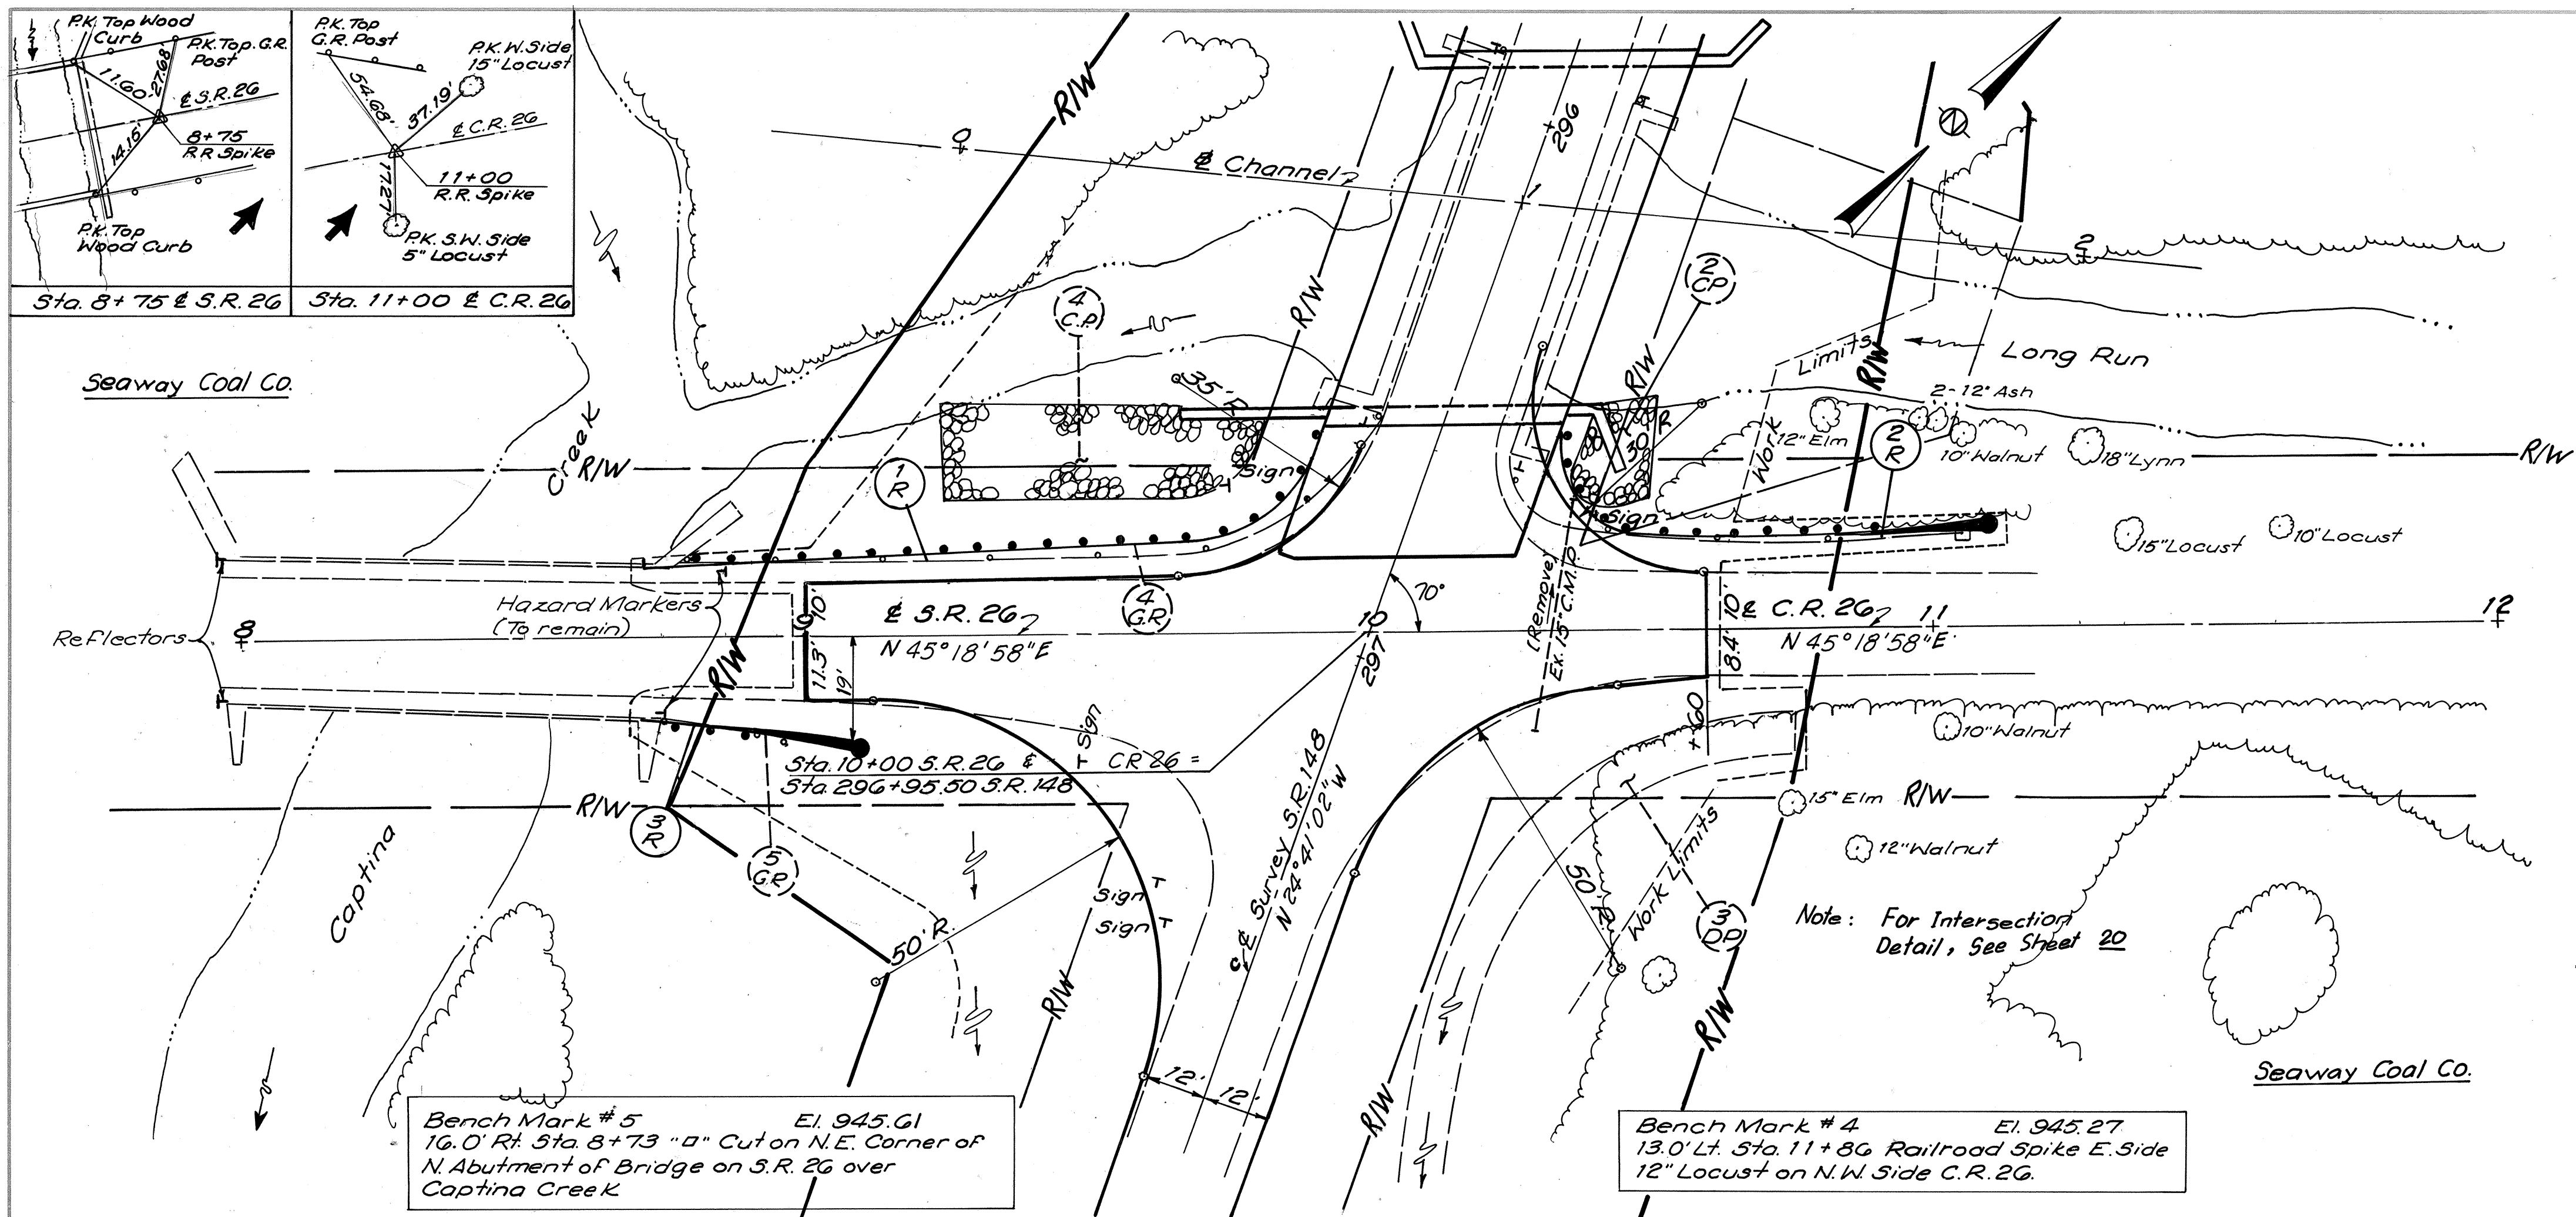 P.K. Top Wood
Curb
P.K. Top. G.R.
Post
11.60
27.68'
℄ S.R. 26
14.15'
8+75
R.R Spike
P.K. Top
Wood Curb
Sta. 8+75 ℄ S.R. 26
P.K. Top
G.R. Post
P.K. W. Side
15" Locust
54.68'
37.19'
℄ C.R. 26
17.27'
11+00
R.R. Spike
P.K. S.W. Side
5" Locust
Sta. 11+00 ℄ C.R. 26
R/W
0
℄ Channel
296
1
N
2
Seaway Coal Co.
Creek
R/W
4
C.P.
35' R
R/W
2
CP
R/W
30' R
Limits
Work
R/W
Long Run
2-12" Ash
12" Elm
2
R
10" Walnut
18" Lynn
R/W
1
R
Sign
Sign
15" Locust
10" Locust
Hazard Markers
(To remain)
Reflectors
8
9
10'
11.3'
19'
℄ S.R. 26
N 45° 18' 58" E
4
G.R.
10
297
70°
(Remove)
Ex. 15" C.M.P.
10'
8.4'
℄ C.R. 26
N 45° 18' 58" E
11
12
R/W
Sign
+60
10" Walnut
Sta. 10+00 S.R. 26 ℄ CR 26 =
Sta. 296+95.50 S.R. 148
R/W
3
R
5
G.R.
Captina
50' R.
Sign
Sign
R/W
℄ Survey S.R. 148
N 24° 41' 02" W
50' R.
Work Limits
3
DP
15" Elm
R/W
12" Walnut
Note: For Intersection
Detail, See Sheet 20
R/W
R/W
12'
12'
Seaway Coal Co.
Bench Mark # 5 El. 945.61
16.0' Rt. Sta. 8+73 "□" Cut on N.E. Corner of
N. Abutment of Bridge on S.R. 26 over
Captina Creek
Bench Mark # 4 El. 945.27
13.0' Lt. Sta. 11+86 Railroad Spike E. Side
12" Locust on N.W. Side C.R. 26.